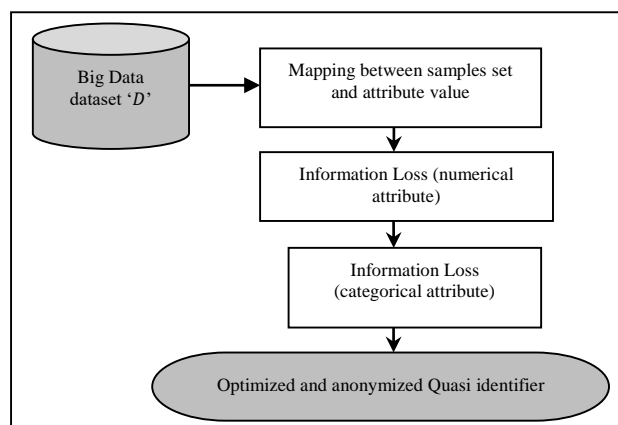 Big Data
dataset ‘D’
Mapping between samples set
and attribute value
Information Loss (numerical
attribute)
Information Loss
(categorical attribute)
Optimized and anonymized Quasi identifier